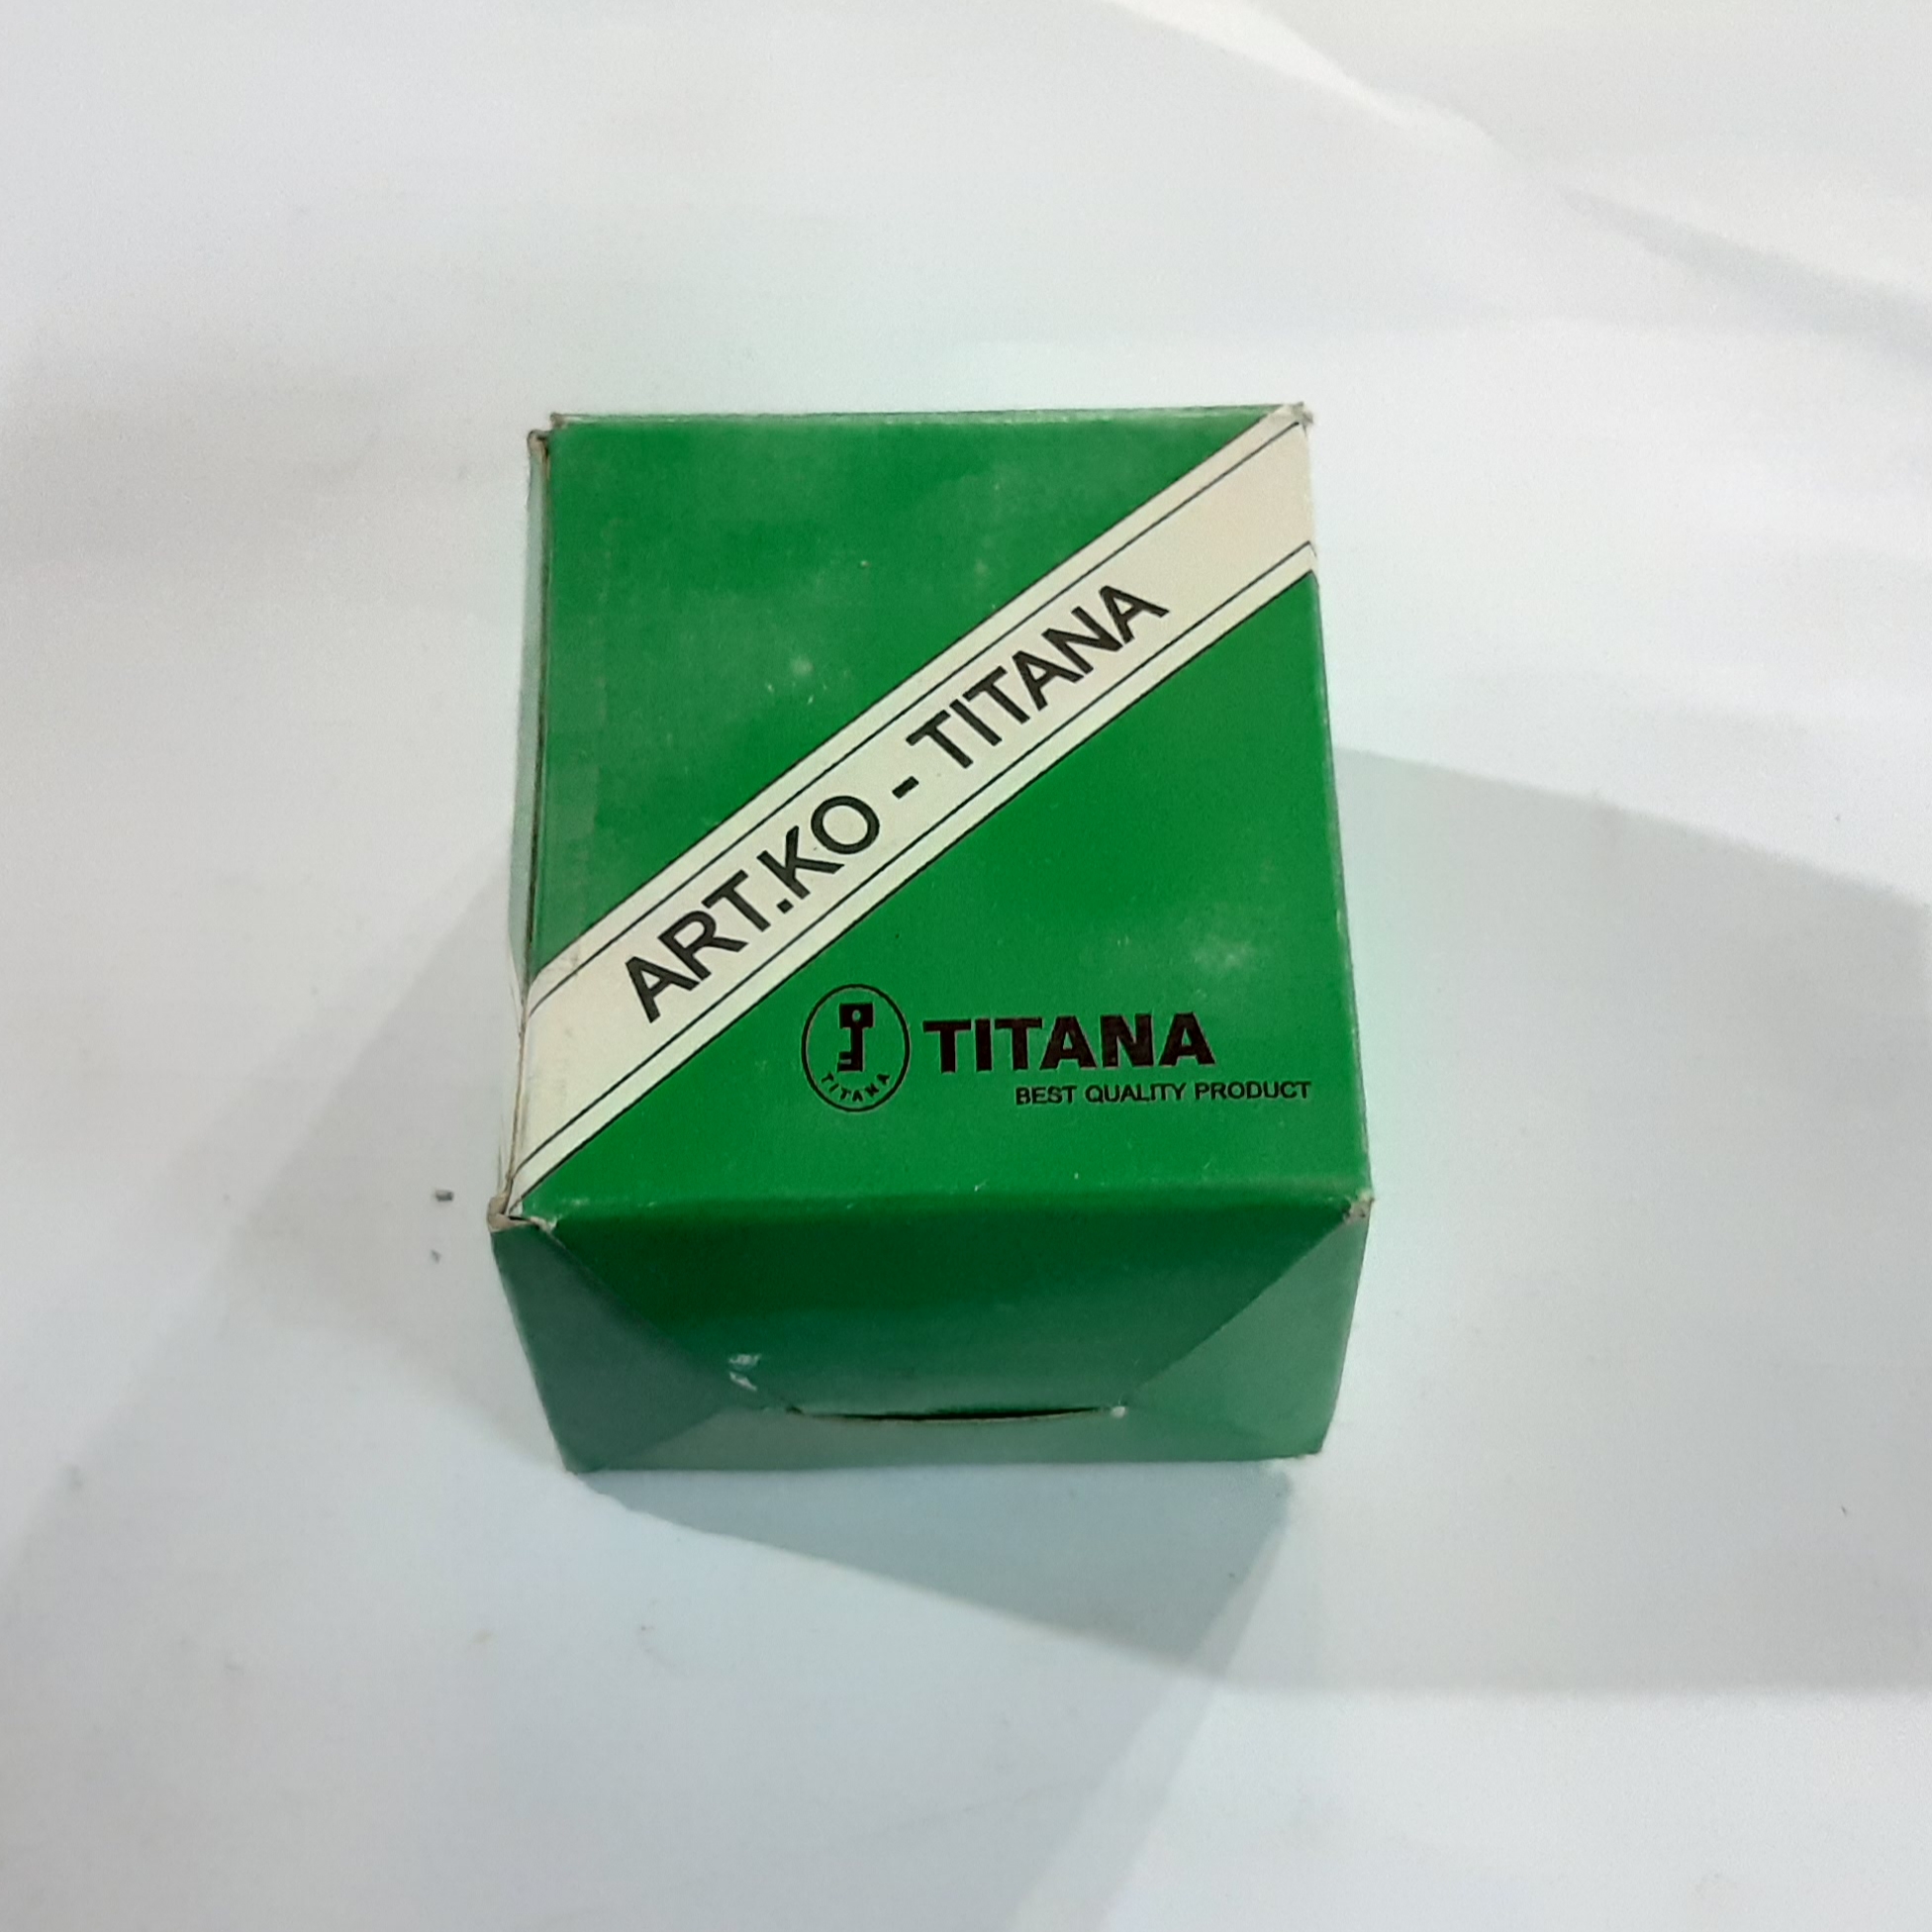 ART.KO - TITANA
TITANA
TITANA
BEST QUALITY PRODUCT